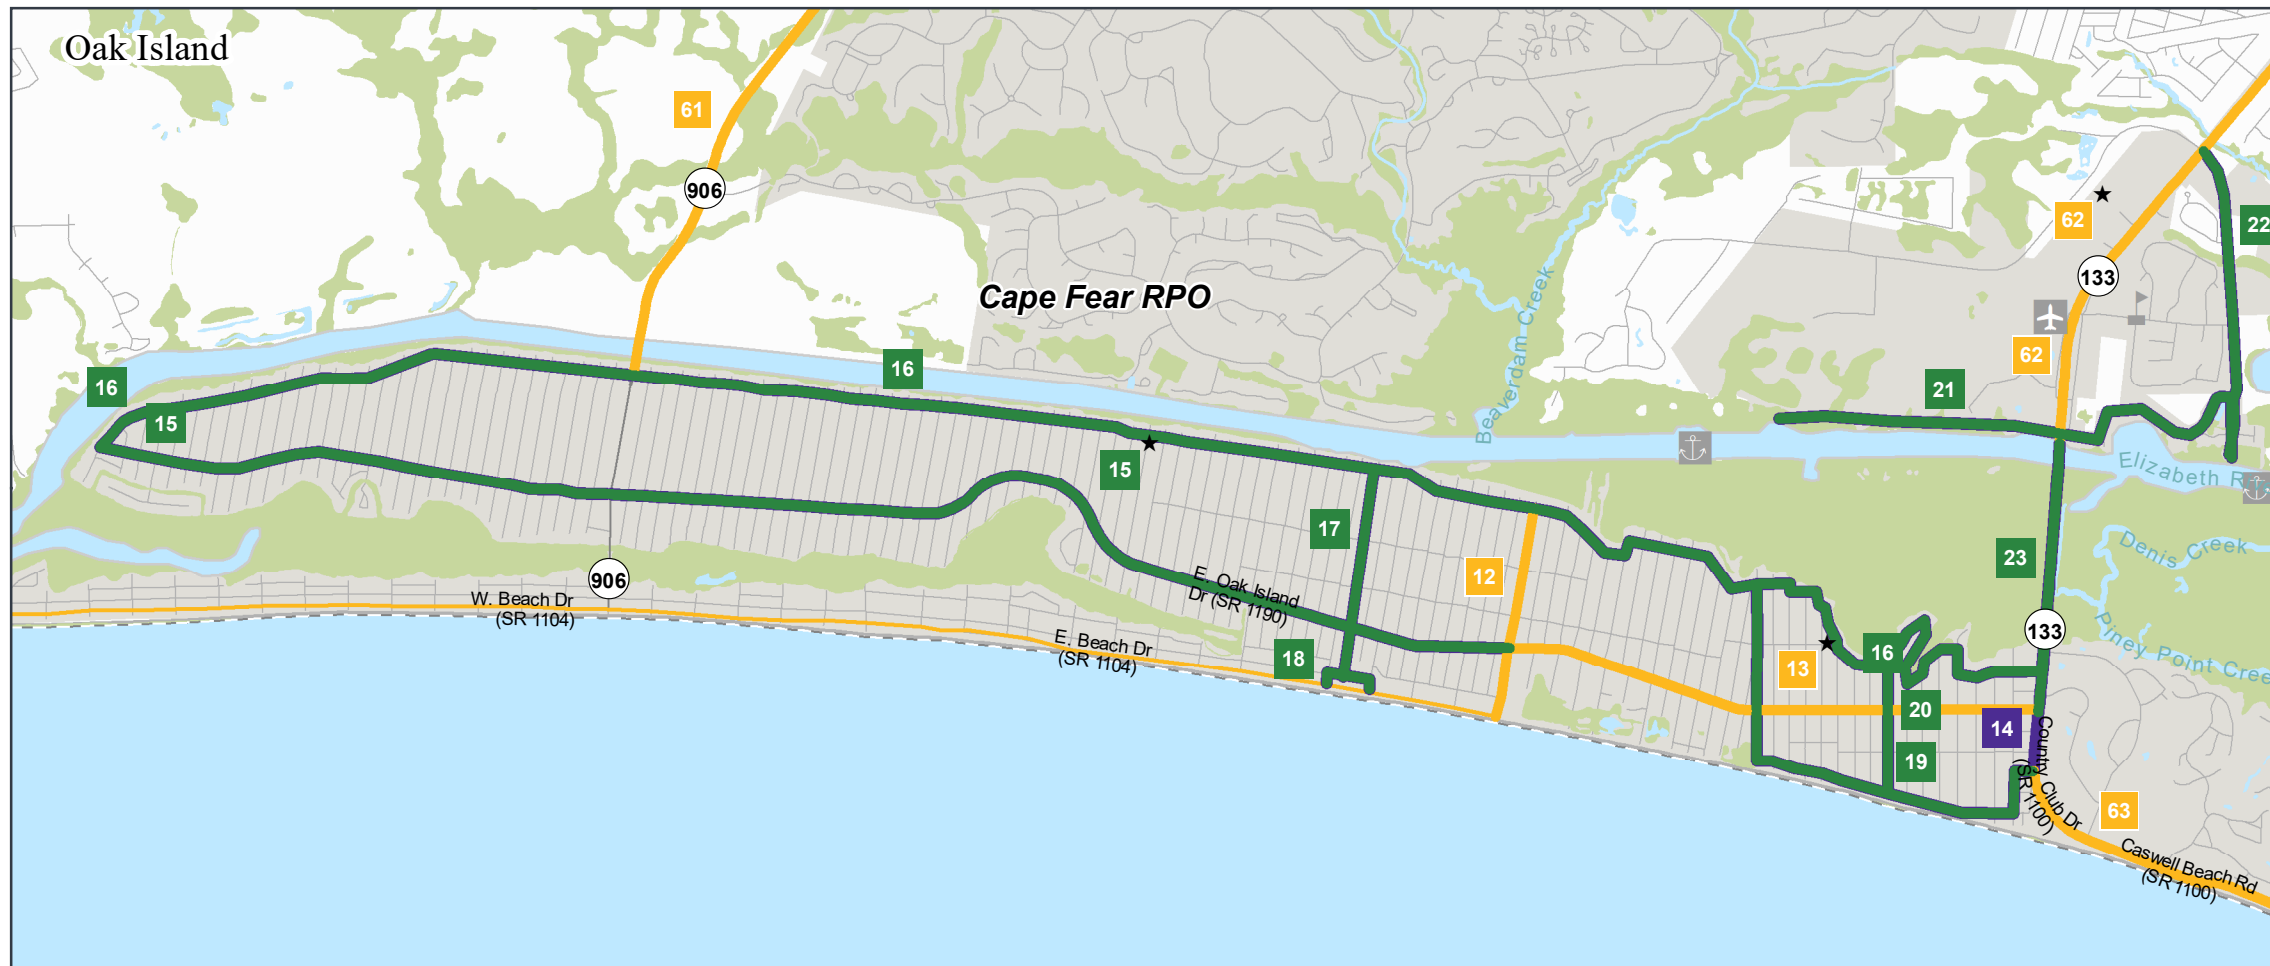 Oak Island
61
906
Cape Fear RPO
Beaverdam Creek
62
133
22
62
16
16
15
21
15
Elizabeth R
17
12
23
Denis Creek
906
W. Beach Dr
(SR 1104)
E. Oak Island
Dr (SR 1190)
E. Beach Dr
(SR 1104)
18
13
16
133
Piney Point Cree
20
14
19
Country Club Dr
(SR 1100)
63
Caswell Beach Rd
(SR 1100)